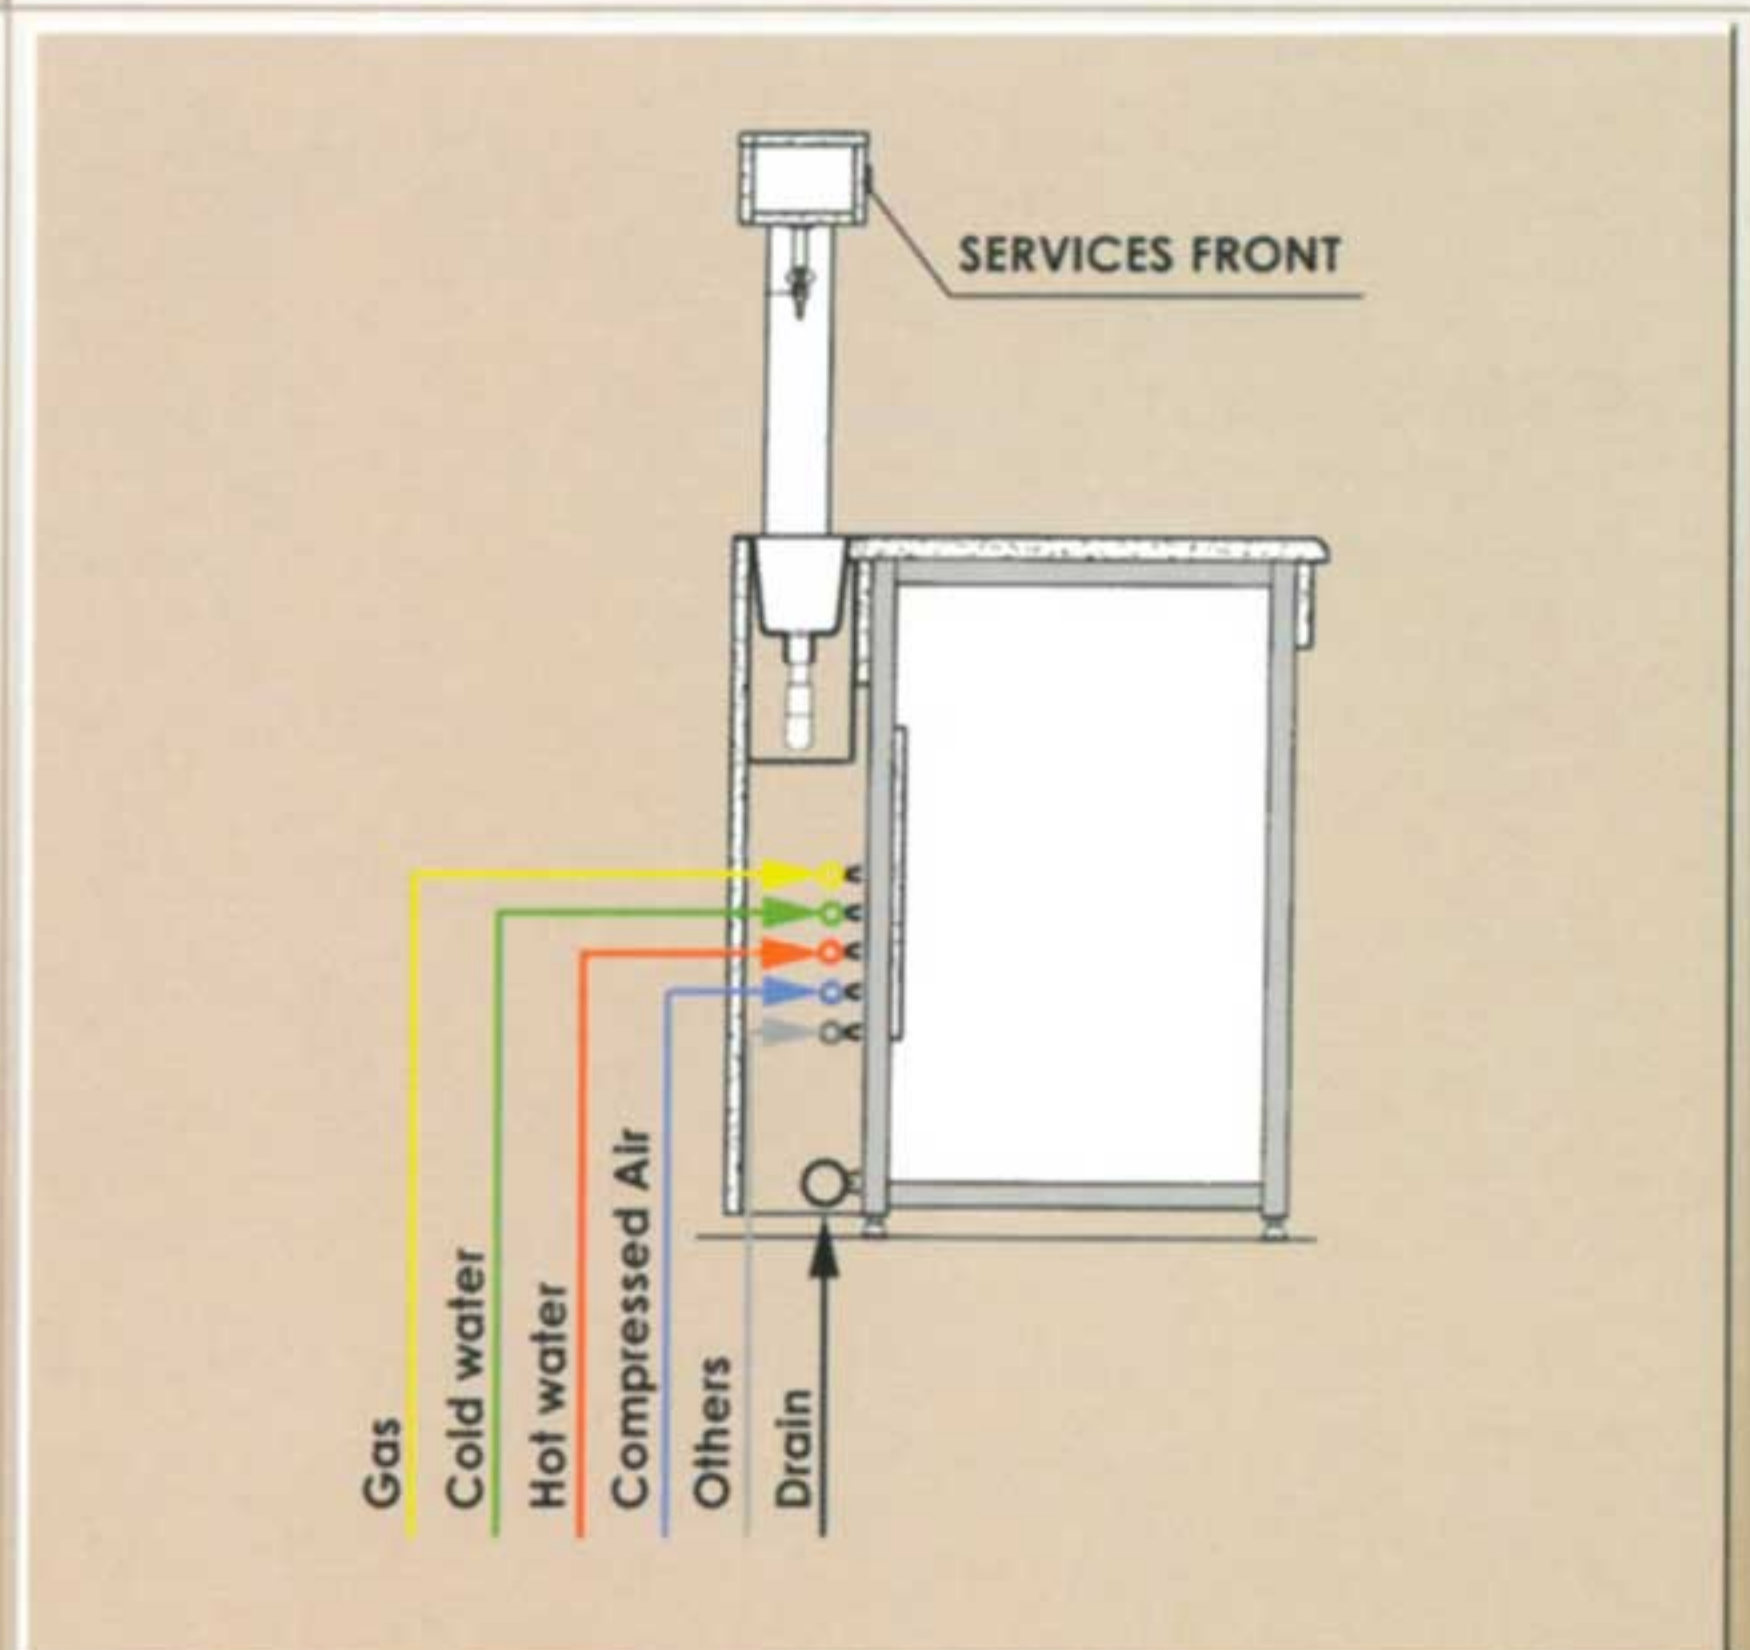 SERVICES FRONT
Gas
Cold water
Hot water
Compressed Air
Others
Drain